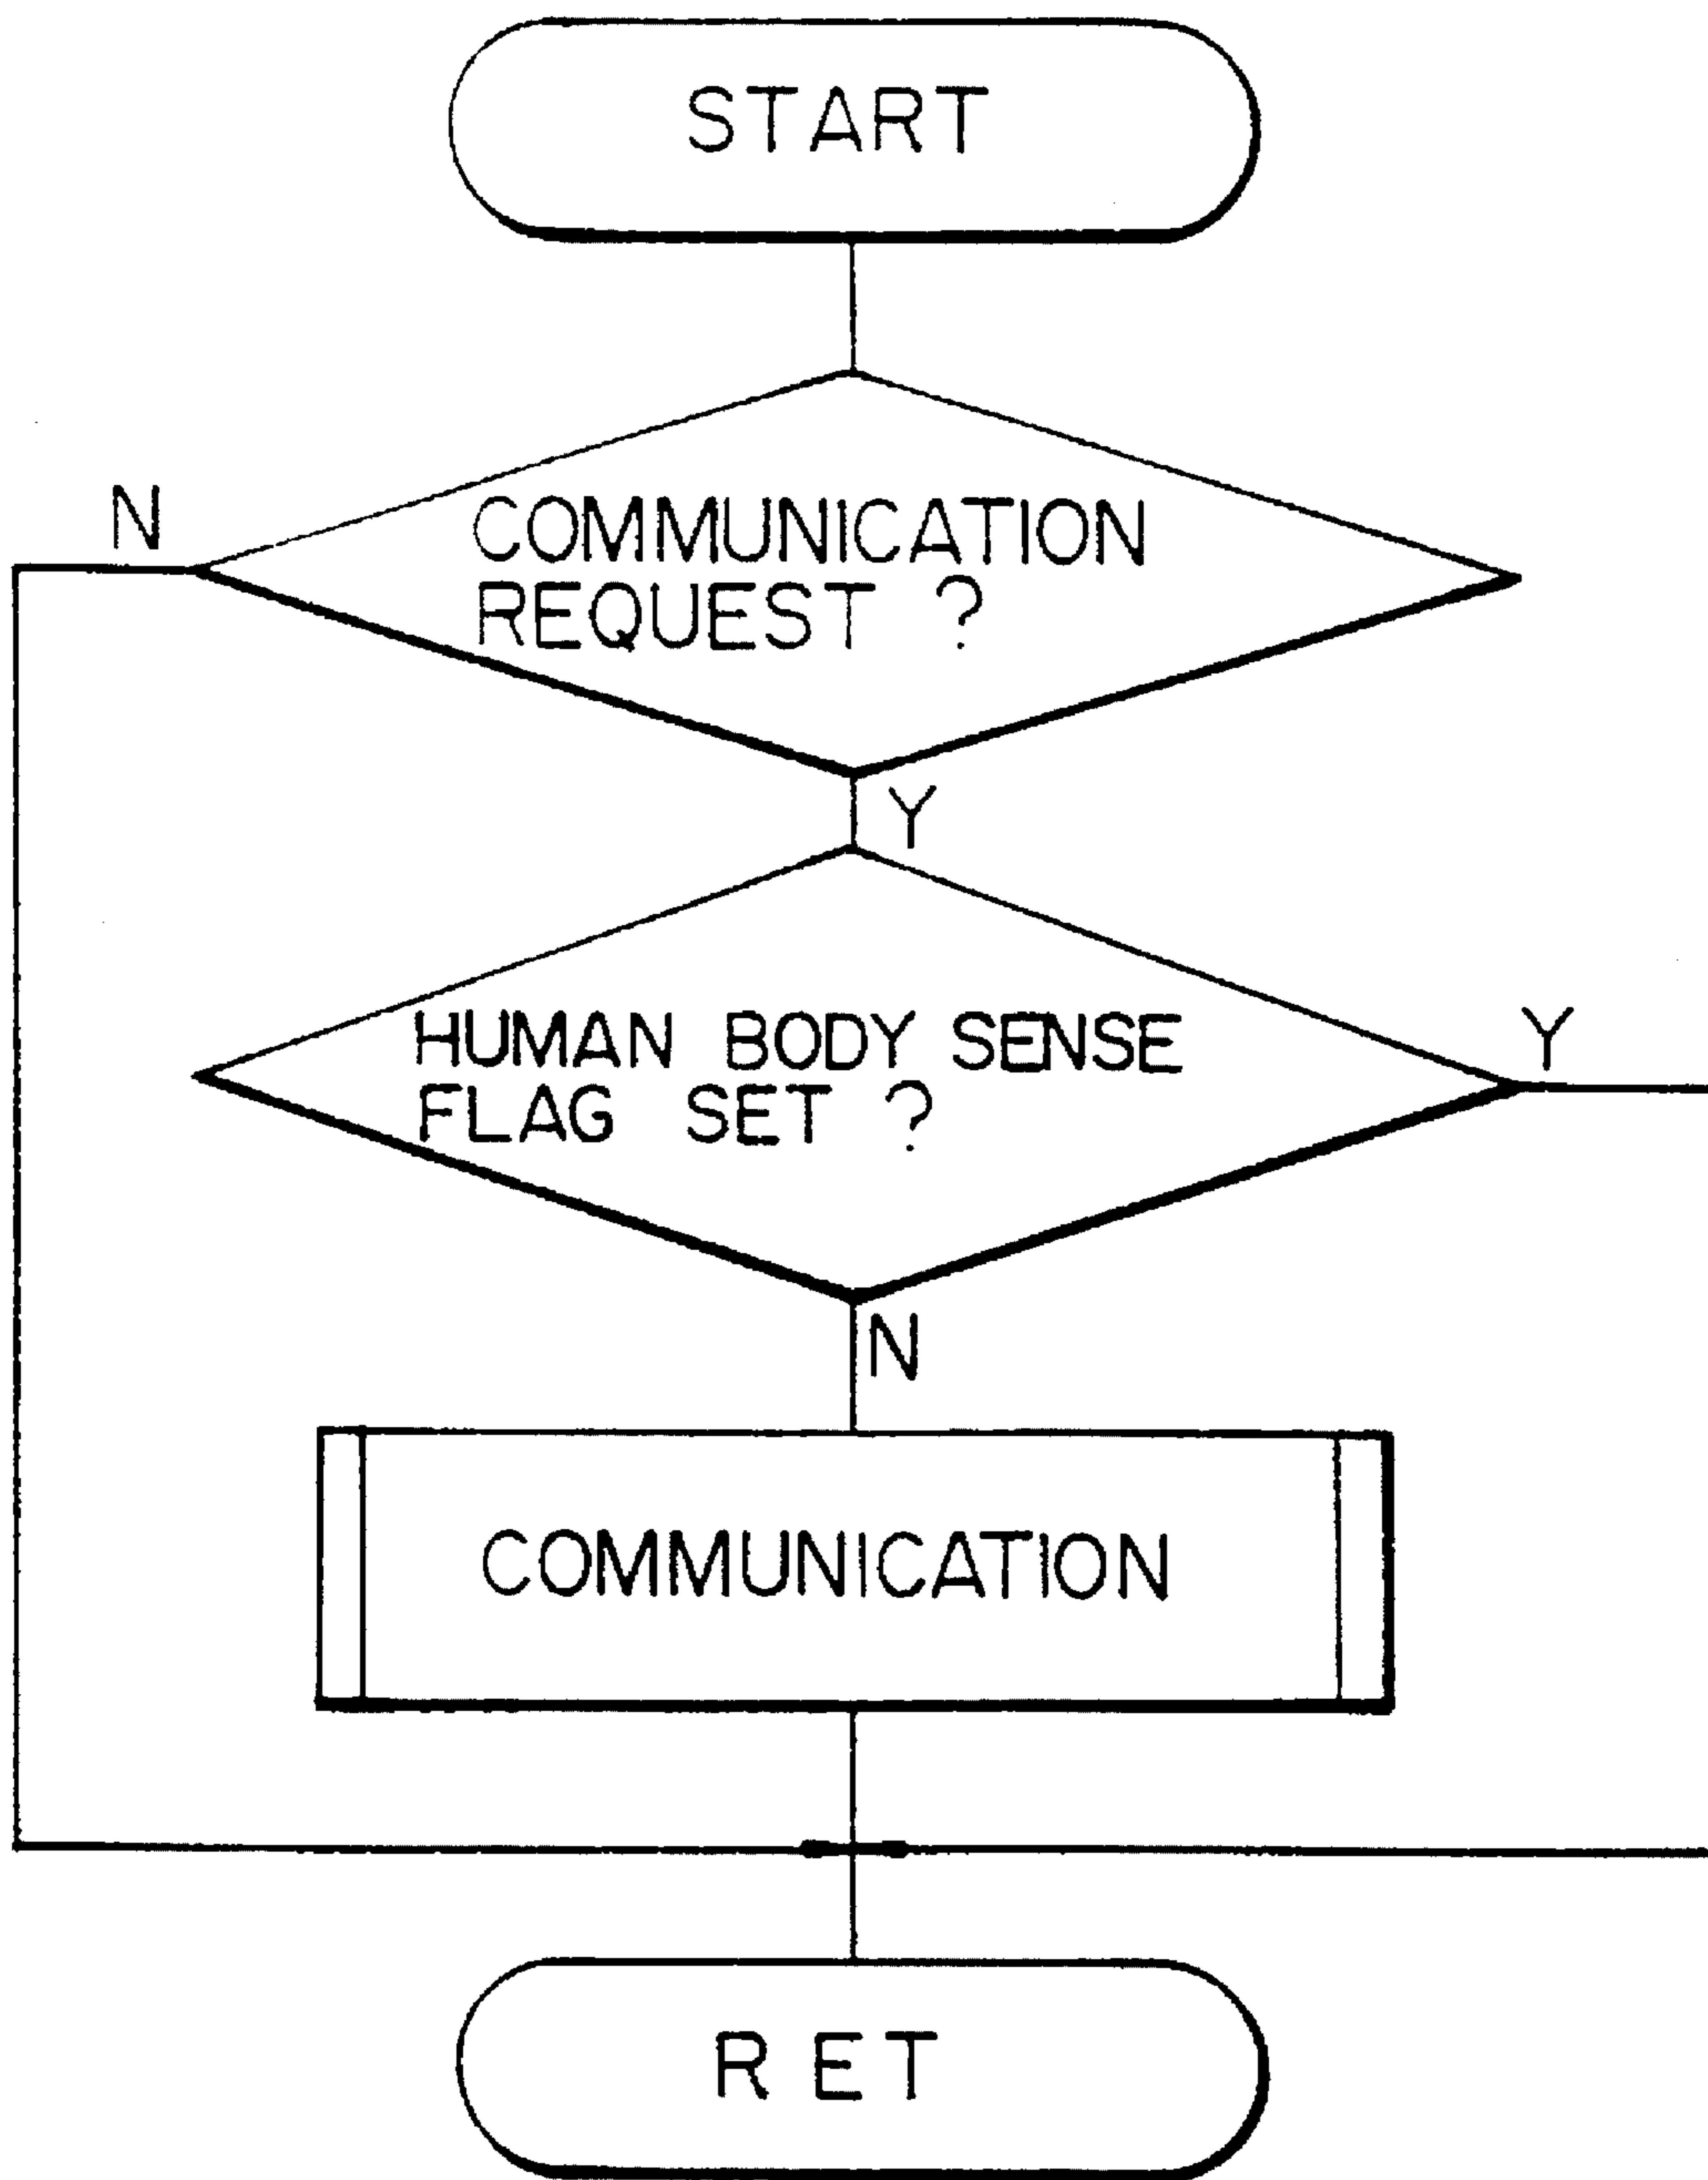 START
N
COMMUNICATION
REQUEST ?
Y
HUMAN BODY SENSE
FLAG SET ?
Y
N
COMMUNICATION
RET